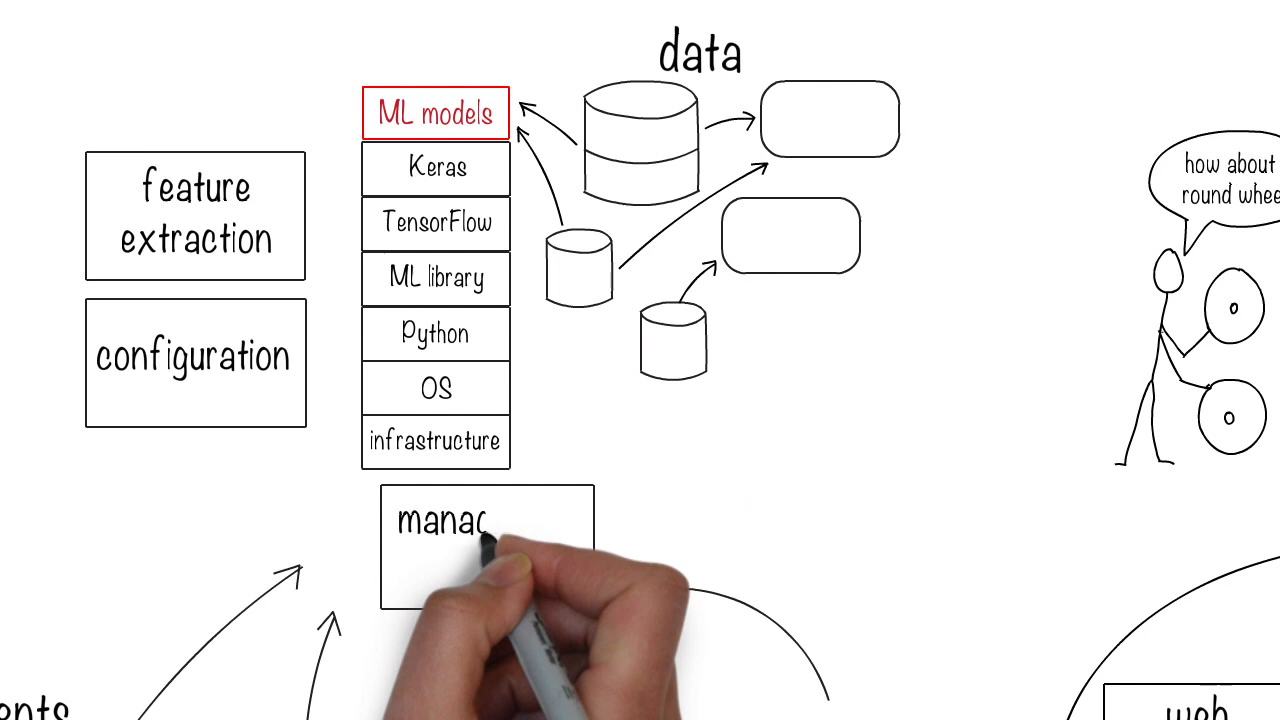 data
ML models
Keras
TensorFlow
ML library
Python
OS
infrastructure
feature
extraction
configuration
how about
round whee
manag
ents
web